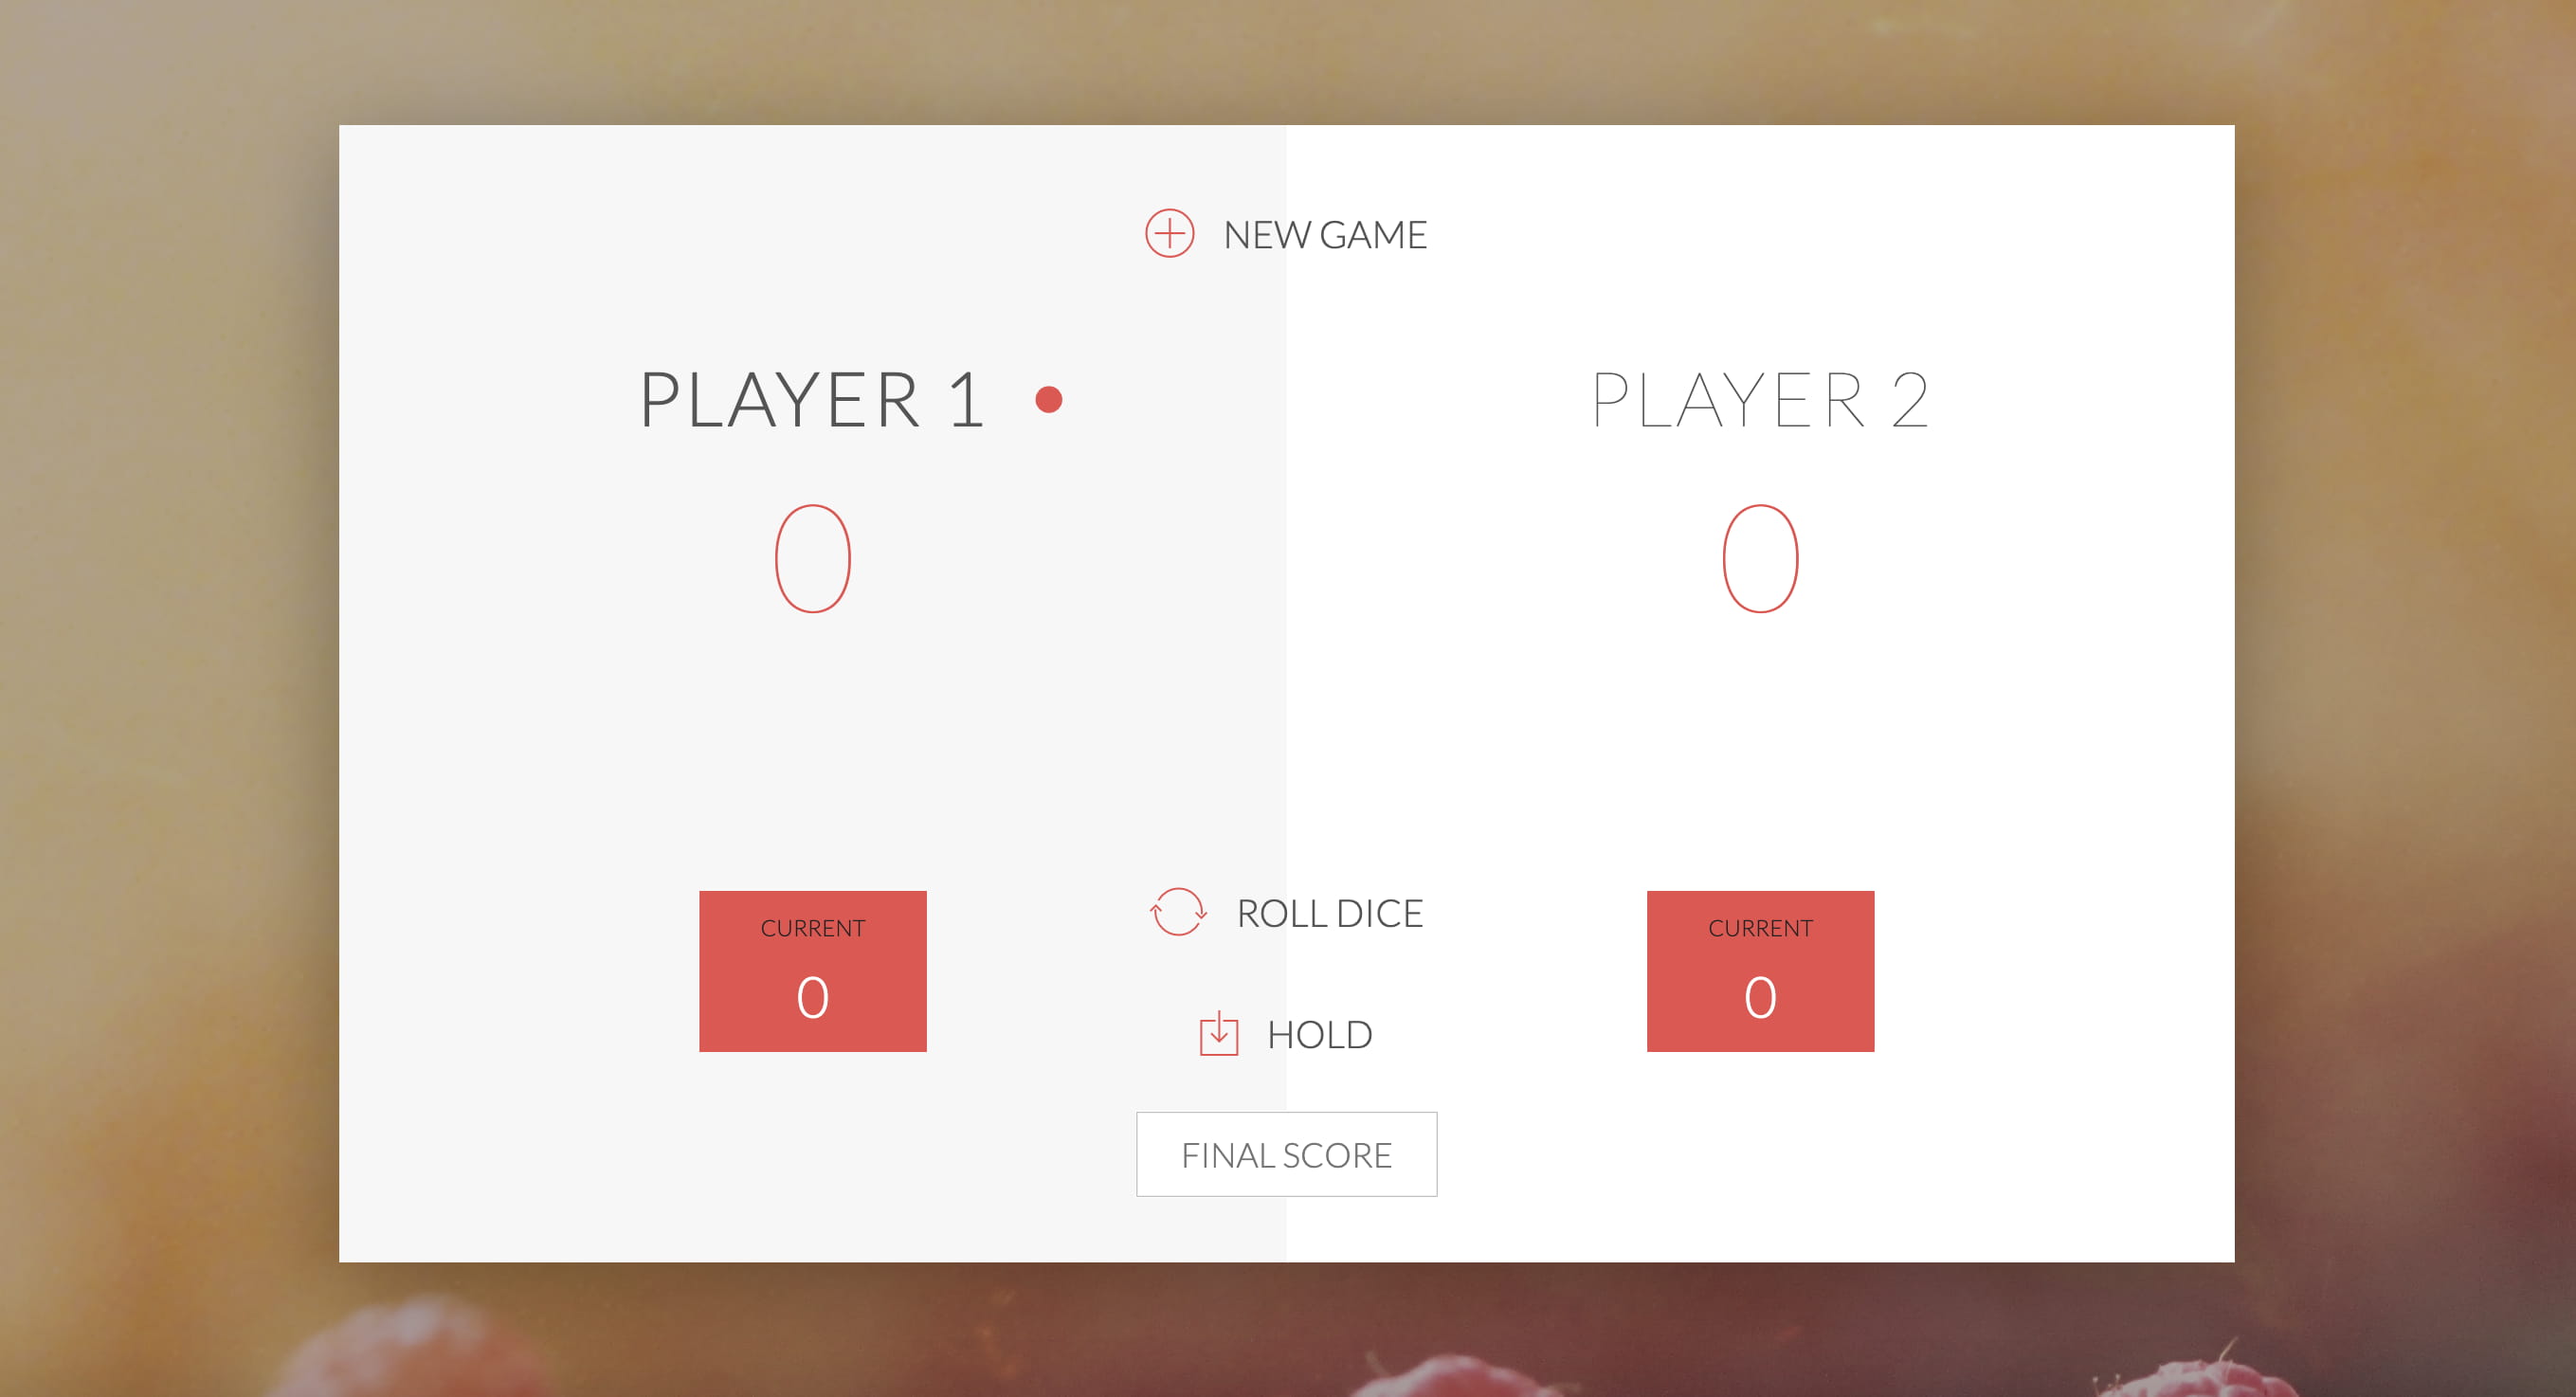 NEW GAME
PLAYER 1
PLAYER 2
0
0
CURRENT
0
ROLL DICE
CURRENT
0
HOLD
FINAL SCORE